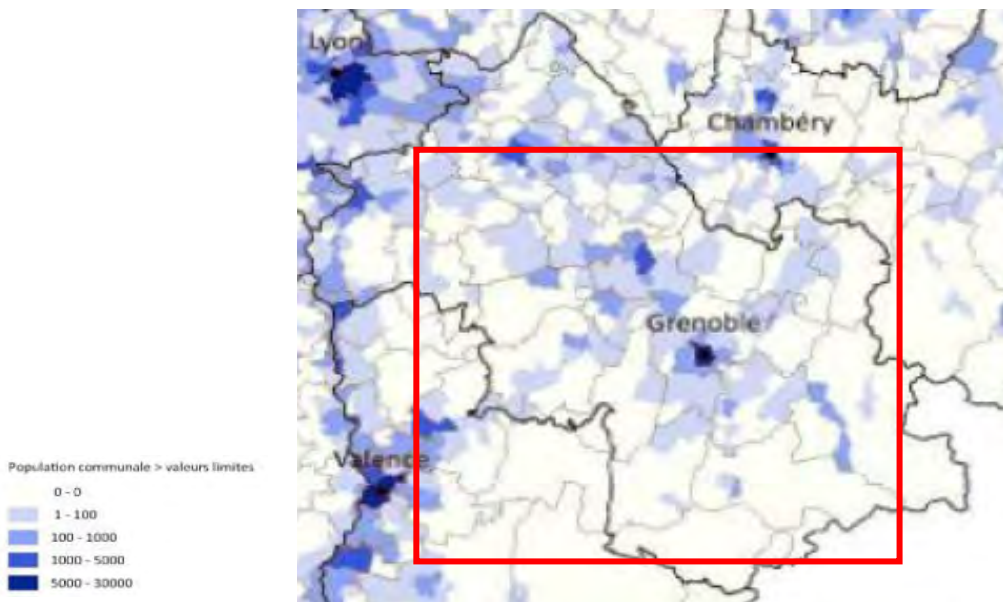 Lyon
Chambéry
Grenoble
Valence
Population communale > valeurs limites
0 - 0
1 - 100
100 - 1000
1000 - 5000
5000 - 30000